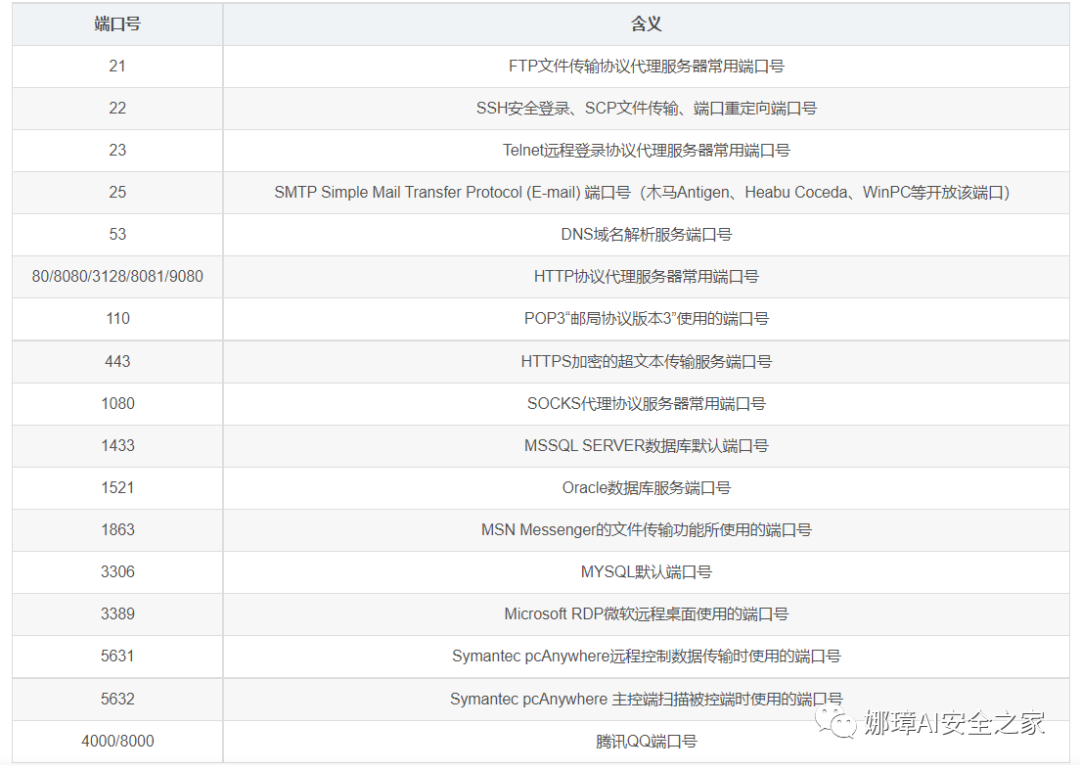 端口号 含义
21 FTP文件传输协议代理服务器常用端口号
22 SSH安全登录、SCP文件传输、端口重定向端口号
23 Telnet远程登录协议代理服务器常用端口号
25 SMTP Simple Mail Transfer Protocol (E-mail) 端口号（木马Antigen、Heabu Coceda、WinPC等开放该端口）
53 DNS域名解析服务端口号
80/8080/3128/8081/9080 HTTP协议代理服务器常用端口号
110 POP3“邮局协议版本3”使用的端口号
443 HTTPS加密的超文本传输服务端口号
1080 SOCKS代理协议服务器常用端口号
1433 MSSQL SERVER数据库默认端口号
1521 Oracle数据库服务端口号
1863 MSN Messenger的文件传输功能所使用的端口号
3306 MYSQL默认端口号
3389 Microsoft RDP微软远程桌面使用的端口号
5631 Symantec pcAnywhere远程控制数据传输时使用的端口号
5632 Symantec pcAnywhere 主控端扫描被控端时使用的端口号
4000/8000 腾讯QQ端口号
娜璋AI安全之家